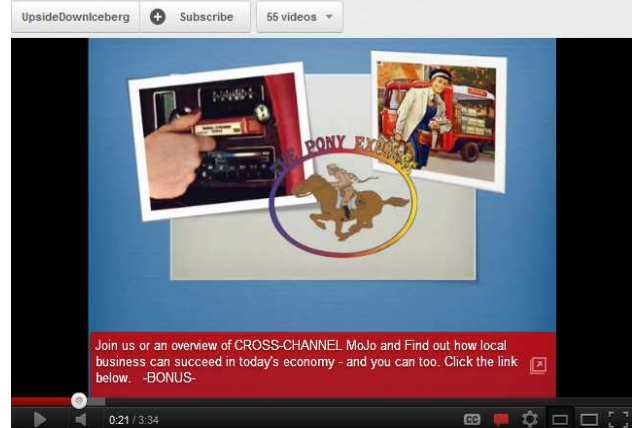 UpsideDownIceberg
Subscribe
55 videos
THE PONY EXPRESS
Join us or an overview of CROSS-CHANNEL MoJo and Find out how local
business can succeed in today's economy - and you can too. Click the link
below. -BONUS-
0:21 / 3:34
CC